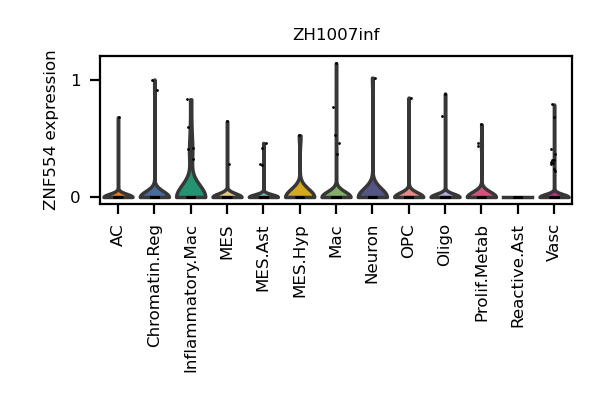 ZH1007inf
ZNF554 expression
1
0
AC
Chromatin.Reg
Inflammatory.Mac
MES
MES.Ast
MES.Hyp
Mac
Neuron
OPC
Oligo
Prolif.Metab
Reactive.Ast
Vasc